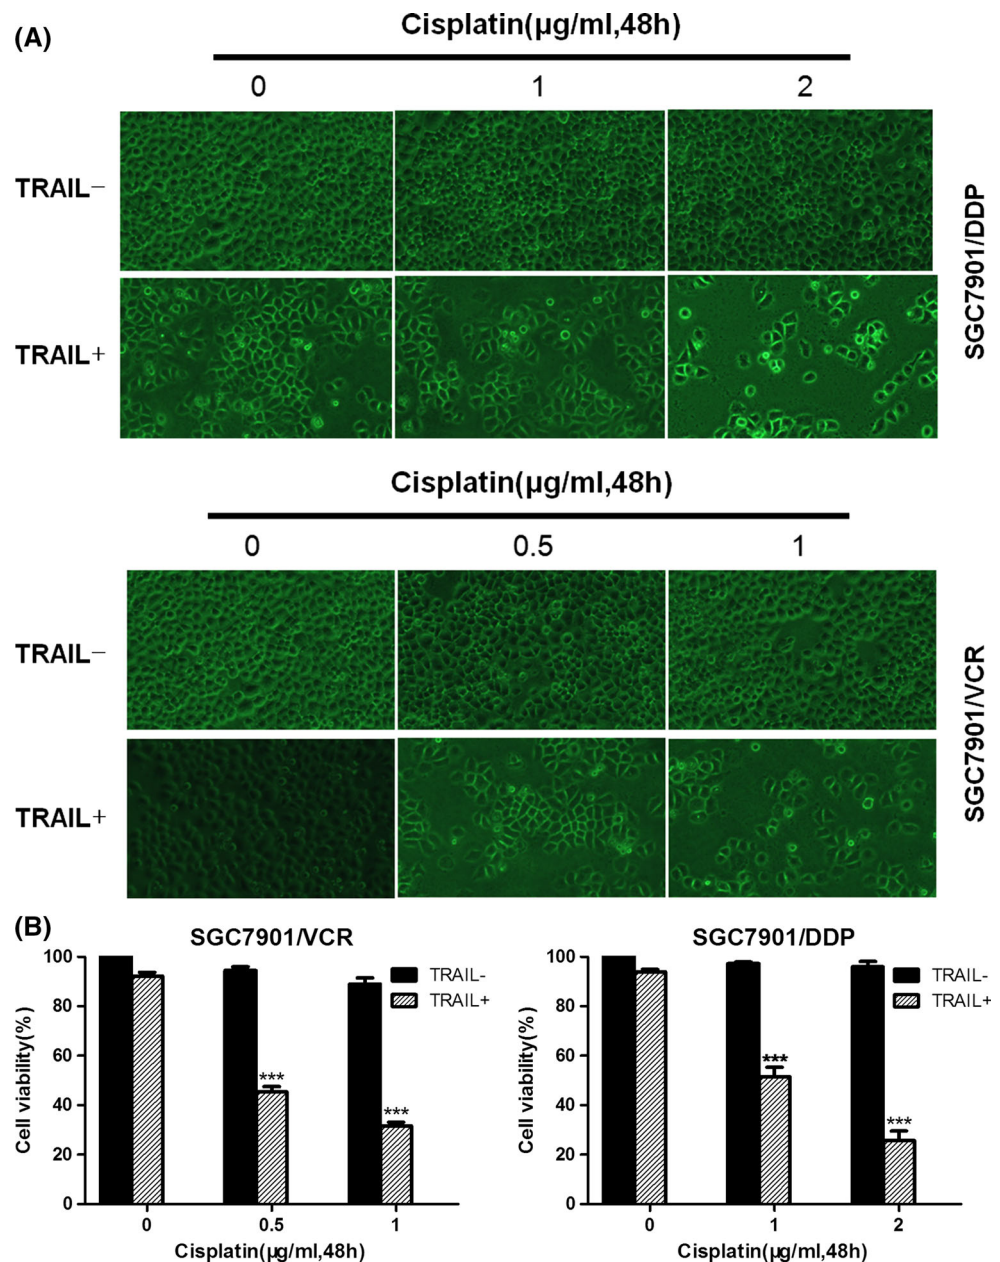 (A)
Cisplatin(µg/ml,48h)
0 1 2
TRAIL−
TRAIL+
SGC7901/DDP
Cisplatin(µg/ml,48h)
0 0.5 1
TRAIL−
TRAIL+
SGC7901/VCR
(B)
SGC7901/VCR
100
80
60
40
20
0
Cell viability(%)
TRAIL-
TRAIL+
***
***
0 0.5 1
Cisplatin(µg/ml,48h)
SGC7901/DDP
100
80
60
40
20
0
Cell viability(%)
TRAIL-
TRAIL+
***
***
0 1 2
Cisplatin(µg/ml,48h)